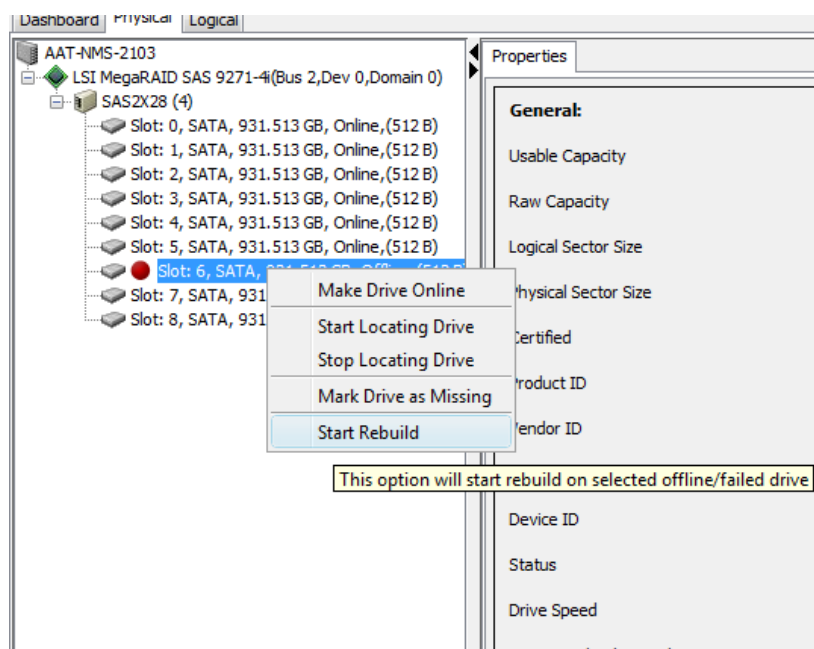 Dashboard Physical Logical
AAT-NMS-2103
LSI MegaRAID SAS 9271-4i(Bus 2,Dev 0,Domain 0)
SAS2X28 (4)
Slot: 0, SATA, 931.513 GB, Online,(512 B)
Slot: 1, SATA, 931.513 GB, Online,(512 B)
Slot: 2, SATA, 931.513 GB, Online,(512 B)
Slot: 3, SATA, 931.513 GB, Online,(512 B)
Slot: 4, SATA, 931.513 GB, Online,(512 B)
Slot: 5, SATA, 931.513 GB, Online,(512 B)
Slot: 6, SATA,
Slot: 7, SATA, 931
Slot: 8, SATA, 931
Make Drive Online
Start Locating Drive
Stop Locating Drive
Mark Drive as Missing
Start Rebuild
This option will start rebuild on selected offline/failed drive
Properties
General:
Usable Capacity
Raw Capacity
Logical Sector Size
Physical Sector Size
Certified
Product ID
Vendor ID
Device ID
Status
Drive Speed